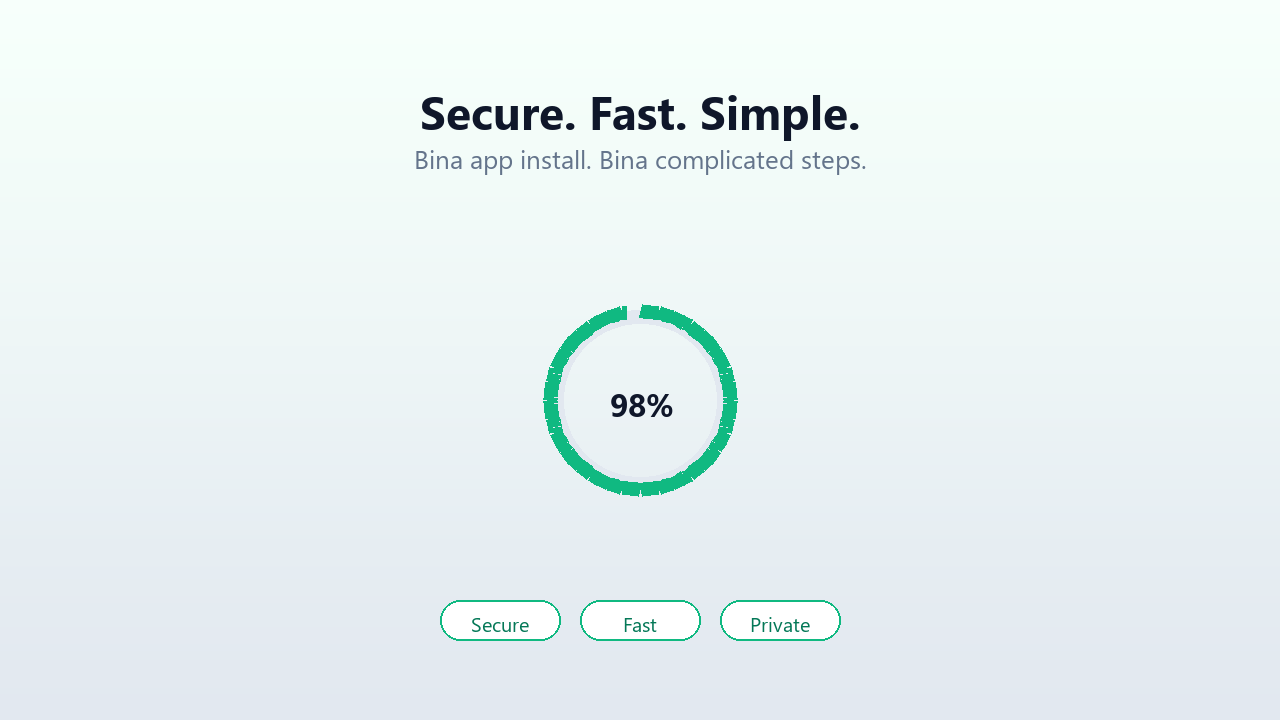 Secure. Fast. Simple.
Bina app install. Bina complicated steps.
98%
Secure
Fast
Private